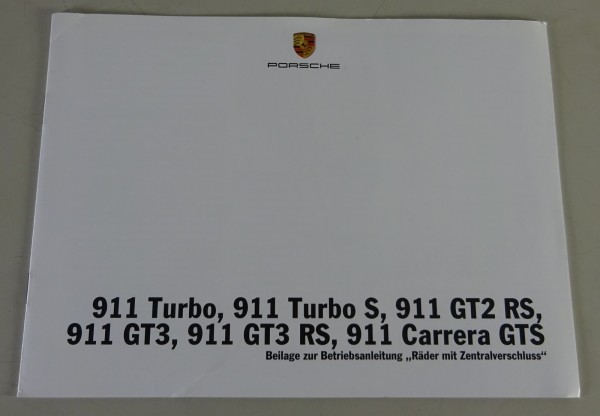 PORSCHE
911 Turbo, 911 Turbo S, 911 GT2 RS,
911 GT3, 911 GT3 RS, 911 Carrera GTS
Beilage zur Betriebsanleitung „Räder mit Zentralverschluss“